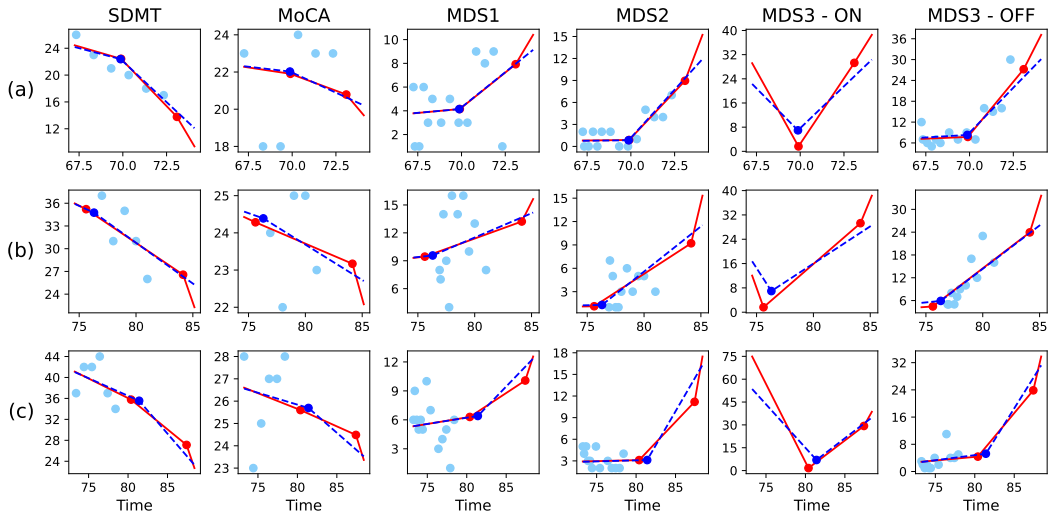 SDMT MoCA MDS1 MDS2 MDS3 - ON MDS3 - OFF
(a)
24 20 16 12
24 22 20 18
10 8 6 4 2
15 12 9 6 3 0
40 32 24 16 8 0
36 30 24 18 12 6
67.5 70.0 72.5 67.5 70.0 72.5 67.5 70.0 72.5 67.5 70.0 72.5 67.5 70.0 72.5 67.5 70.0 72.5
(b)
36 33 30 27 24
25 24 23 22
15 12 9 6 3
15 12 9 6 3 0
40 32 24 16 8 0
30 24 18 12 6
75 80 85 75 80 85 75 80 85 75 80 85 75 80 85 75 80 85
(c)
44 40 36 32 28 24
28 27 26 25 24 23
12 9 6 3
18 15 12 9 6 3
75 60 45 30 15 0
32 24 16 8 0
75 80 85 75 80 85 75 80 85 75 80 85 75 80 85 75 80 85
Time Time Time Time Time Time